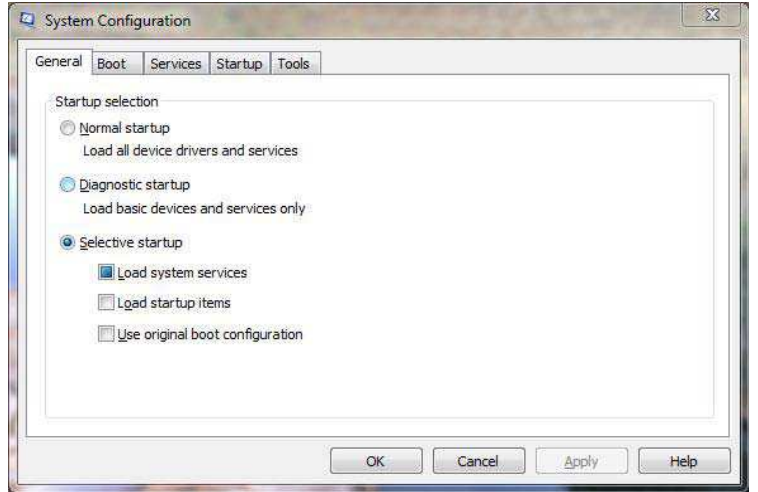 System Configuration
General Boot Services Startup Tools
Startup selection
Normal startup
Load all device drivers and services
Diagnostic startup
Load basic devices and services only
Selective startup
Load system services
Load startup items
Use original boot configuration
OK Cancel Apply Help